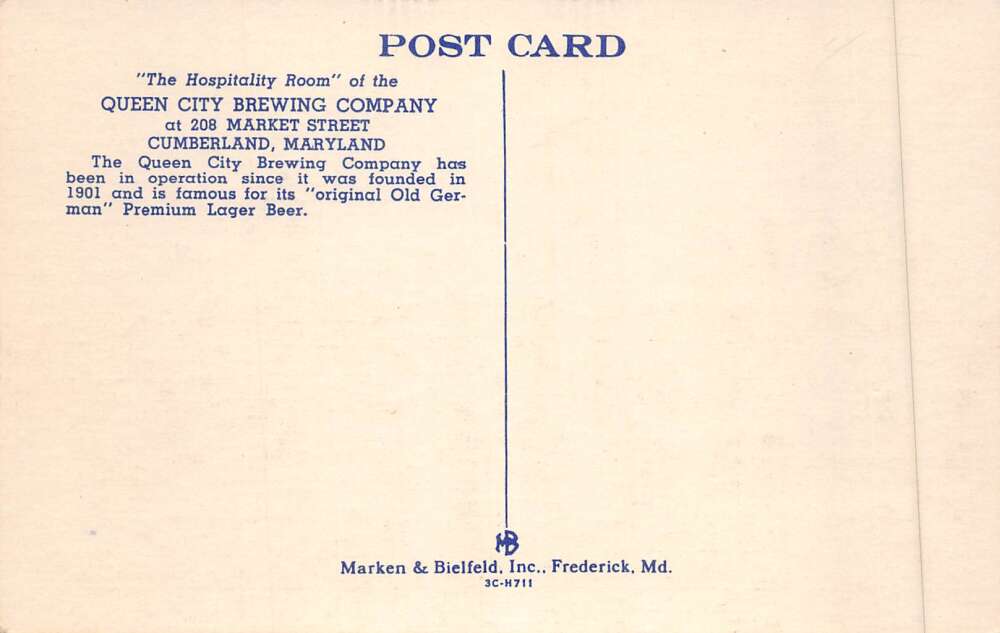 POST CARD
"The Hospitality Room" of the
QUEEN CITY BREWING COMPANY
at 208 MARKET STREET
CUMBERLAND, MARYLAND
The Queen City Brewing Company has
been in operation since it was founded in
1901 and is famous for its "original Old Ger-
man" Premium Lager Beer.
MB
Marken & Bielfeld, Inc., Frederick, Md.
3C-H711